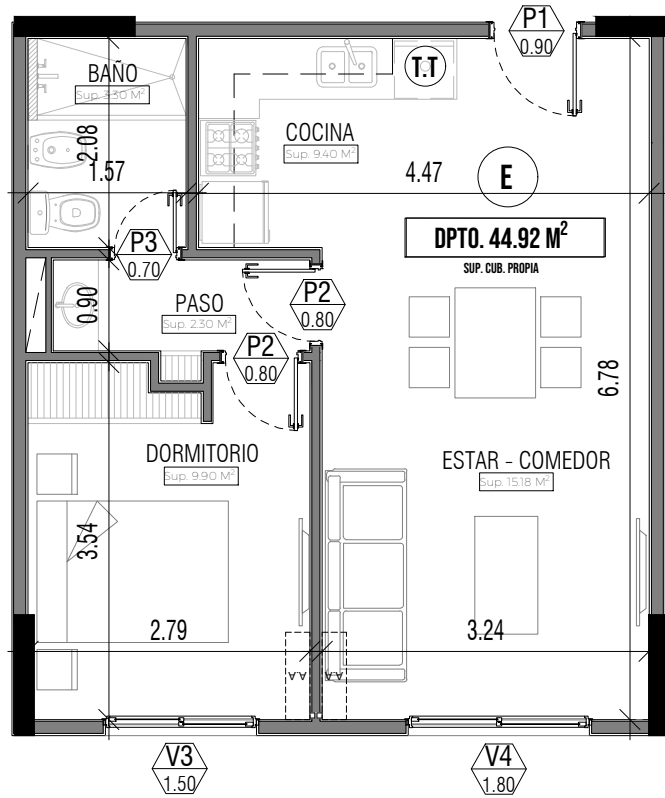 P1
0.90
BAÑO
Sup. 3.30 M²
T.T
COCINA
Sup. 9.40 M²
2.08
1.57
4.47
E
D
P3
0.70
DPTO. 44.92 M²
SUP. CUB. PROPIA
0.90
PASO
Sup. 2.30 M²
P2
0.80
P2
0.80
6.78
DORMITORIO
Sup. 9.90 M²
ESTAR - COMEDOR
Sup. 15.18 M²
3.54
2.79
3.24
V3
1.50
V4
1.80